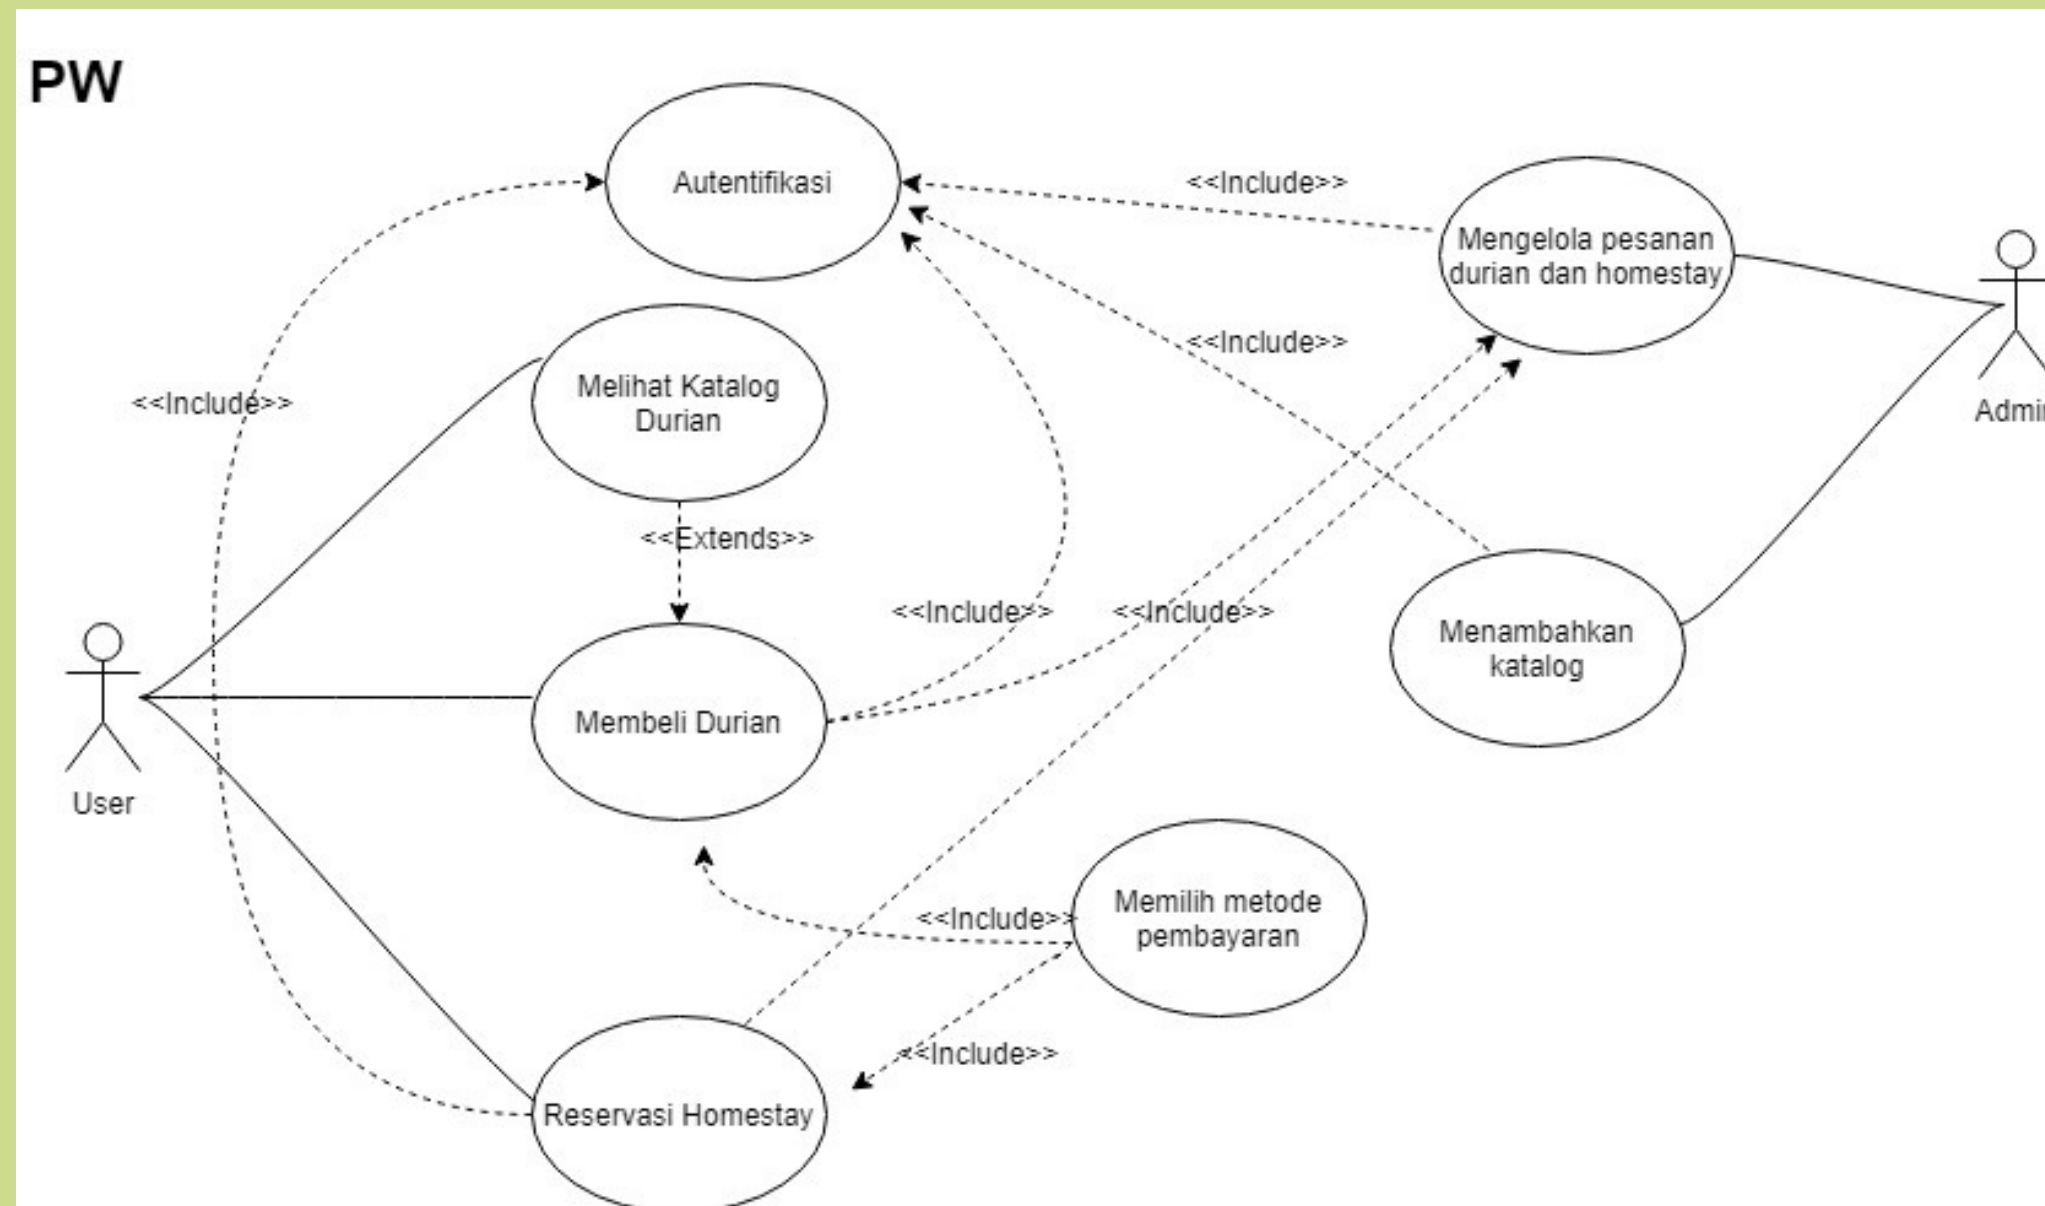 PW
Autentifikasi
<<Include>>
Mengelola pesanan
durian dan homestay
<<Include>>
Melihat Katalog
Durian
<<Include>>
Admin
<<Extends>>
<<Include>>
<<Include>>
Menambahkan
katalog
Membeli Durian
User
Memilih metode
pembayaran
<<Include>>
<<Include>>
Reservasi Homestay